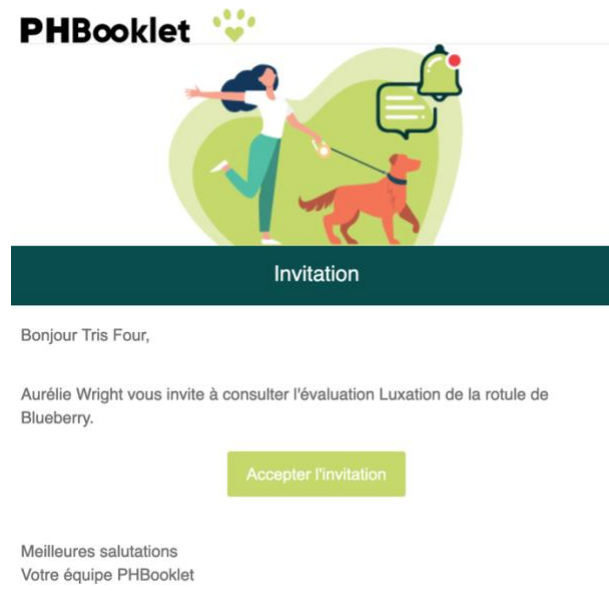 PHBooklet
Invitation
Bonjour Tris Four,
Aurélie Wright vous invite à consulter l'évaluation Luxation de la rotule de
Blueberry.
Accepter l'invitation
Meilleures salutations
Votre équipe PHBooklet